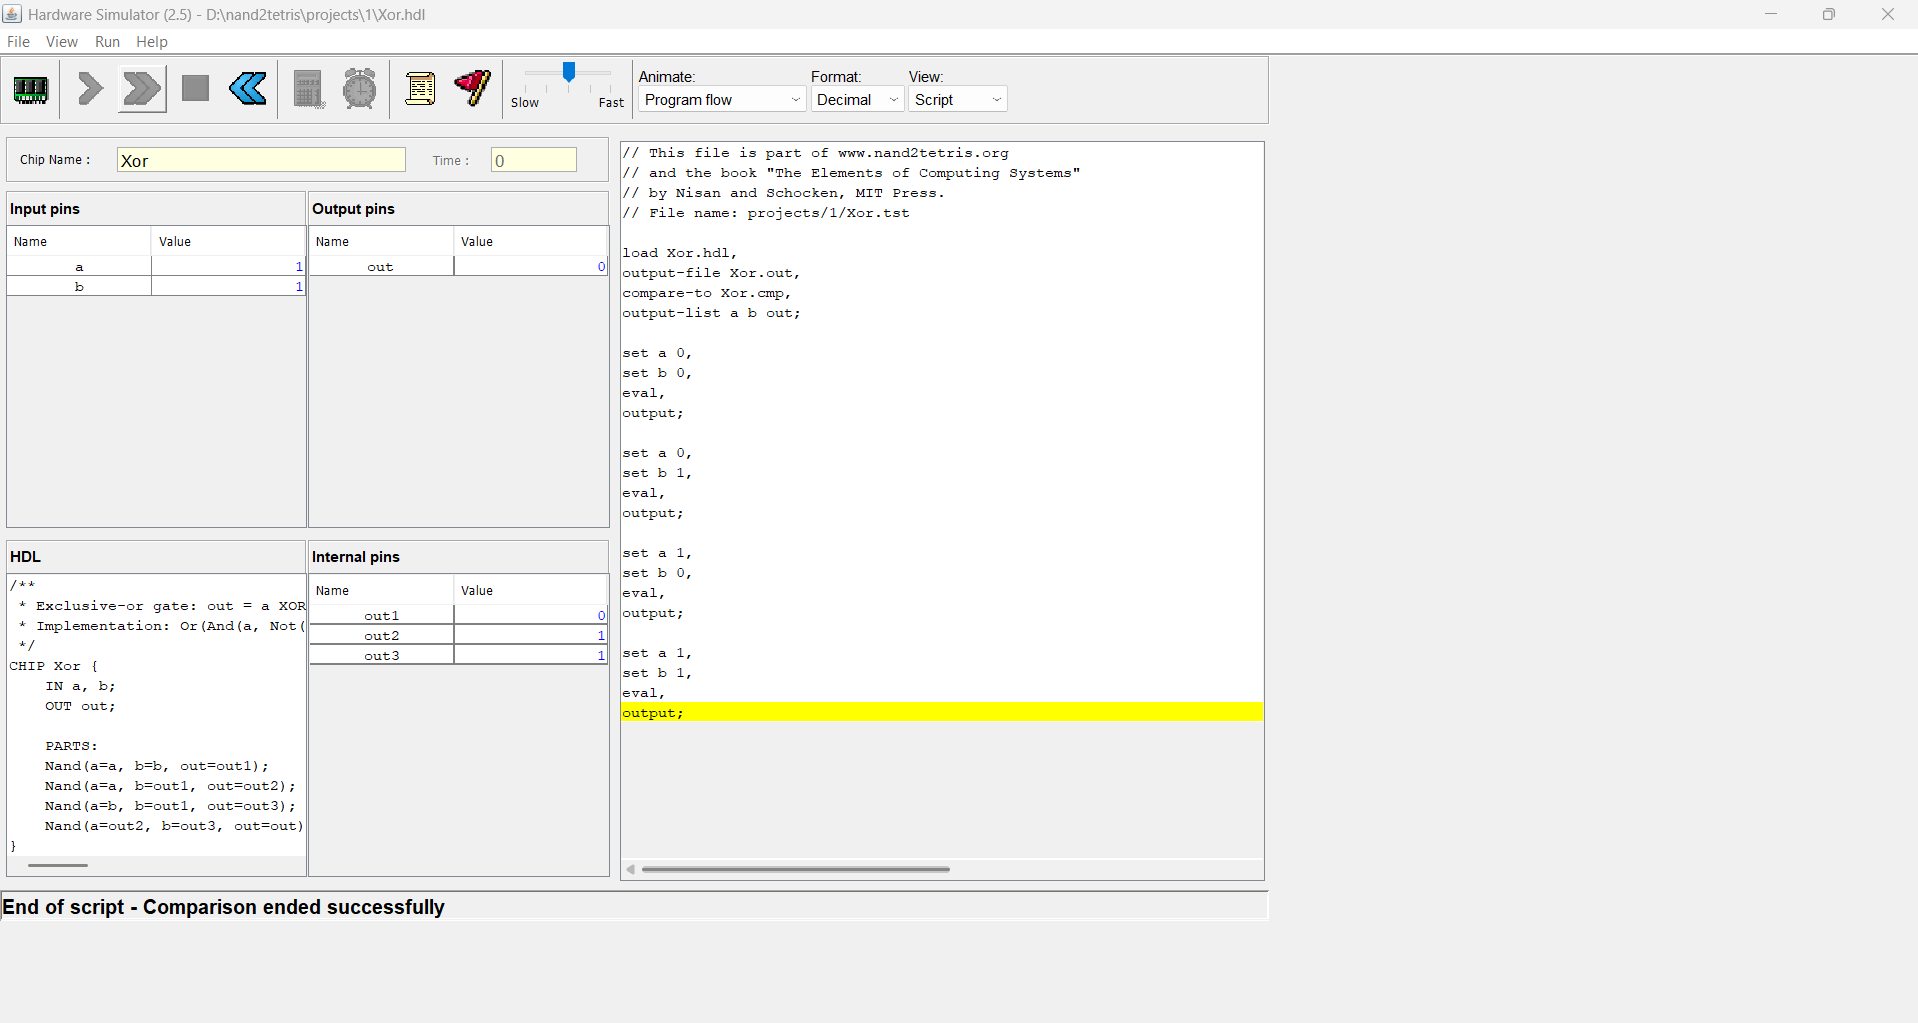 Hardware Simulator (2.5) - D:\nand2tetris\projects\1\Xor.hdl
File View Run Help
Animate: Format: View:
Slow Fast Program flow Decimal Script
Chip Name : Xor Time : 0
Input pins
Name Value
a 1
b 1
Output pins
Name Value
out 0
HDL
/**
* Exclusive-or gate: out = a XOR
* Implementation: Or(And(a, Not(
*/
CHIP Xor {
IN a, b;
OUT out;
PARTS:
Nand(a=a, b=b, out=out1);
Nand(a=a, b=out1, out=out2);
Nand(a=b, b=out1, out=out3);
Nand(a=out2, b=out3, out=out)
}
Internal pins
Name Value
out1 0
out2 1
out3 1
// This file is part of www.nand2tetris.org
// and the book "The Elements of Computing Systems"
// by Nisan and Schocken, MIT Press.
// File name: projects/1/Xor.tst
load Xor.hdl,
output-file Xor.out,
compare-to Xor.cmp,
output-list a b out;
set a 0,
set b 0,
eval,
output;
set a 0,
set b 1,
eval,
output;
set a 1,
set b 0,
eval,
output;
set a 1,
set b 1,
eval,
output;
End of script - Comparison ended successfully